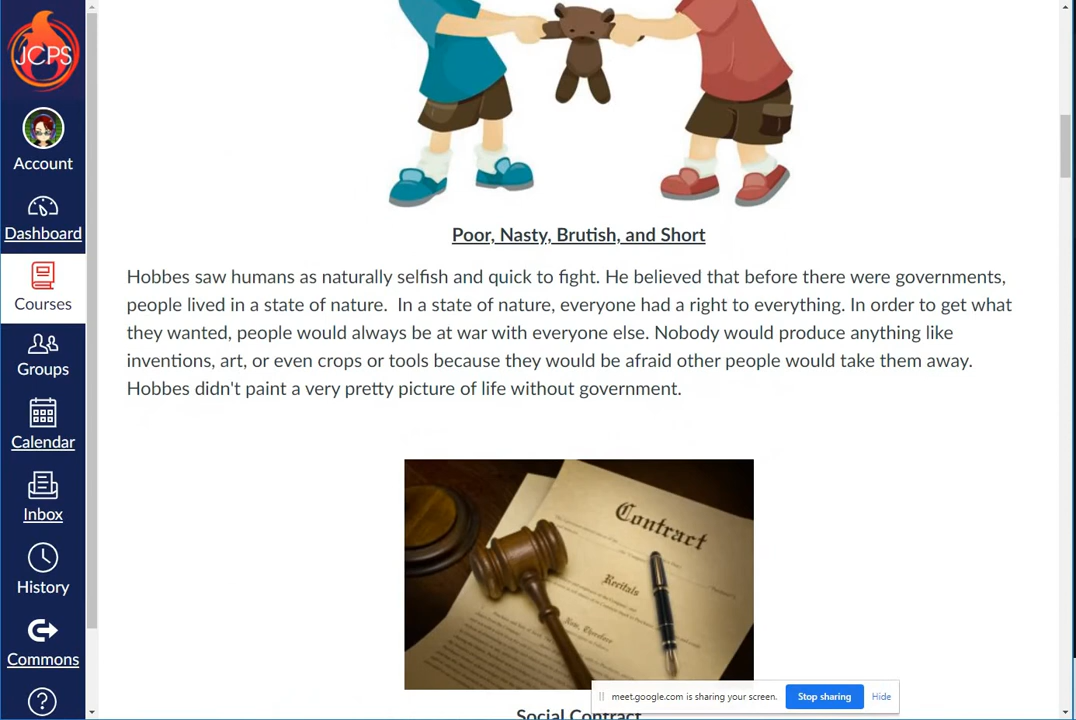 JCPS
Account
Dashboard
Courses
Groups
Calendar
Inbox
History
Commons
Poor, Nasty, Brutish, and Short
Hobbes saw humans as naturally selfish and quick to fight. He believed that before there were governments,
people lived in a state of nature.  In a state of nature, everyone had a right to everything. In order to get what
they wanted, people would always be at war with everyone else. Nobody would produce anything like
inventions, art, or even crops or tools because they would be afraid other people would take them away.
Hobbes didn't paint a very pretty picture of life without government.
Contract
Recitals
Now, Therefore
meet.google.com is sharing your screen.
Stop sharing
Hide
Social Contract